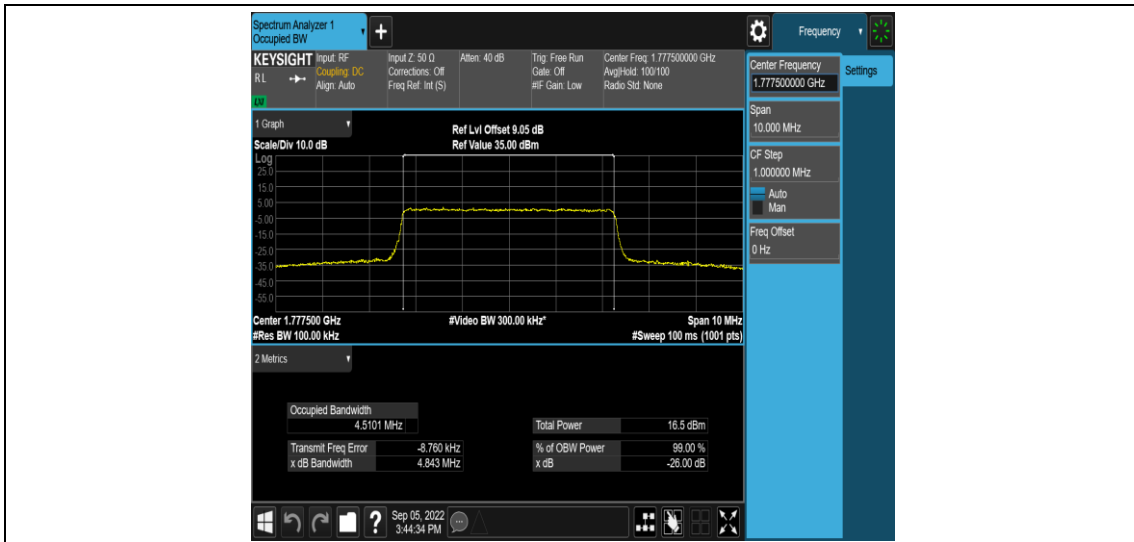 Spectrum Analyzer 1
Occupied BW
+
Frequency
KEYSIGHT
RL
LXI
Input: RF
Coupling: DC
Align: Auto
Input Z: 50 Ω
Corrections: Off
Freq Ref: Int (S)
Atten: 40 dB
Trig: Free Run
Gate: Off
#IF Gain: Low
Center Freq: 1.777500000 GHz
Avg|Hold: 100/100
Radio Std: None
Center Frequency
1.777500000 GHz
Settings
Span
10.000 MHz
CF Step
1.000000 MHz
Auto
Man
Freq Offset
0 Hz
1 Graph
Ref Lvl Offset 9.05 dB
Scale/Div 10.0 dB
Ref Value 35.00 dBm
Log
25.0
15.0
5.00
-5.00
-15.0
-25.0
-35.0
-45.0
-55.0
Center 1.777500 GHz
#Video BW 300.00 kHz*
Span 10 MHz
#Res BW 100.00 kHz
#Sweep 100 ms (1001 pts)
2 Metrics
Occupied Bandwidth
4.5101 MHz
Total Power 16.5 dBm
Transmit Freq Error -8.760 kHz
% of OBW Power 99.00 %
x dB Bandwidth 4.843 MHz
x dB -26.00 dB
?
Sep 05, 2022
3:44:34 PM